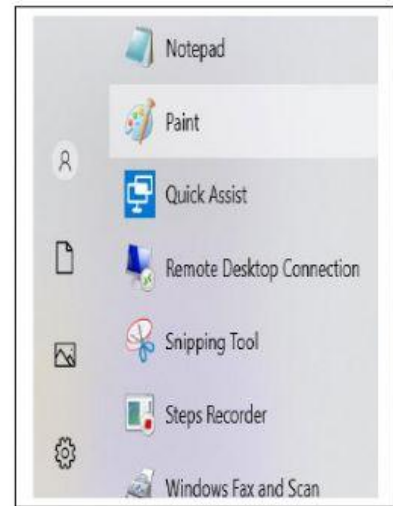 Notepad
Paint
Quick Assist
Remote Desktop Connection
Snipping Tool
Steps Recorder
Windows Fax and Scan